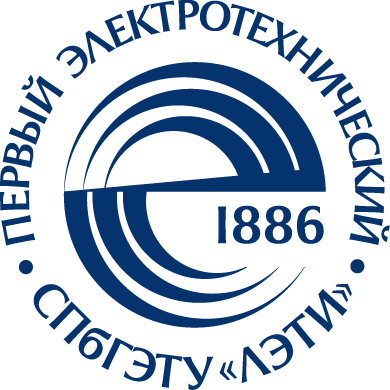 ПЕРВЫЙ ЭЛЕКТРОТЕХНИЧЕСКИЙ
1886
СПбГЭТУ «ЛЭТИ»